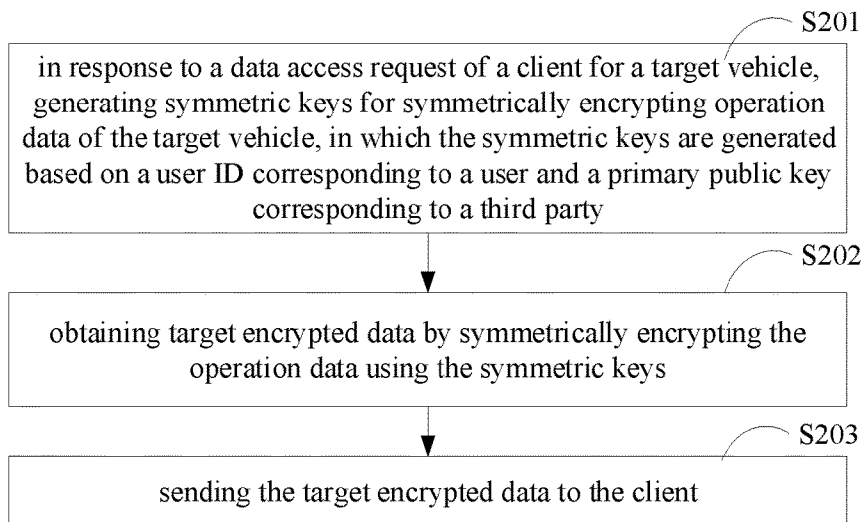 S201
in response to a data access request of a client for a target vehicle,
generating symmetric keys for symmetrically encrypting operation
data of the target vehicle, in which the symmetric keys are generated
based on a user ID corresponding to a user and a primary public key
corresponding to a third party
S202
obtaining target encrypted data by symmetrically encrypting the
operation data using the symmetric keys
S203
sending the target encrypted data to the client